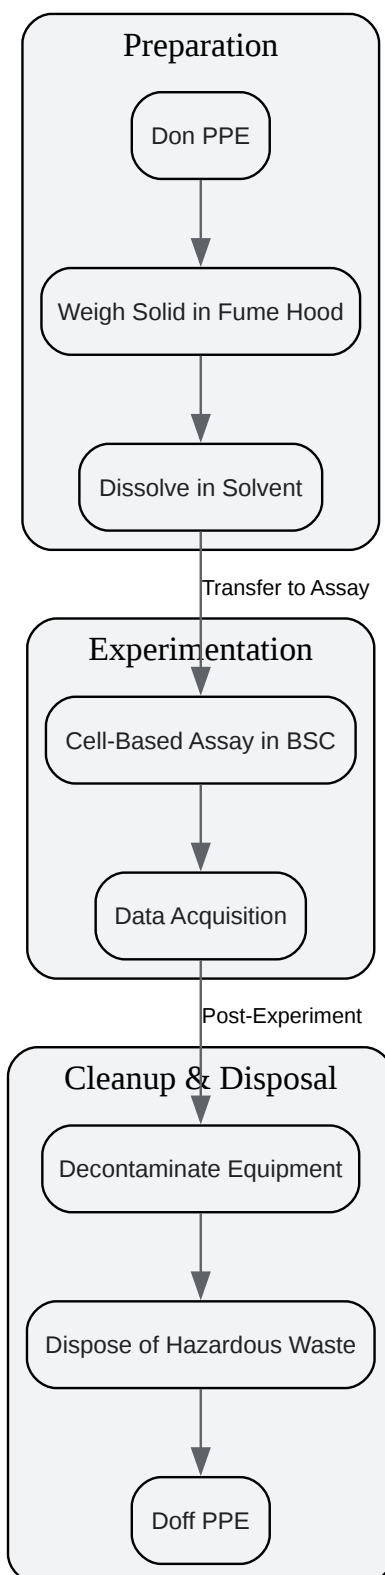 Preparation
Don PPE
Weigh Solid in Fume Hood
Dissolve in Solvent
Transfer to Assay
Experimentation
Cell-Based Assay in BSC
Data Acquisition
Post-Experiment
Cleanup & Disposal
Decontaminate Equipment
Dispose of Hazardous Waste
Doff PPE